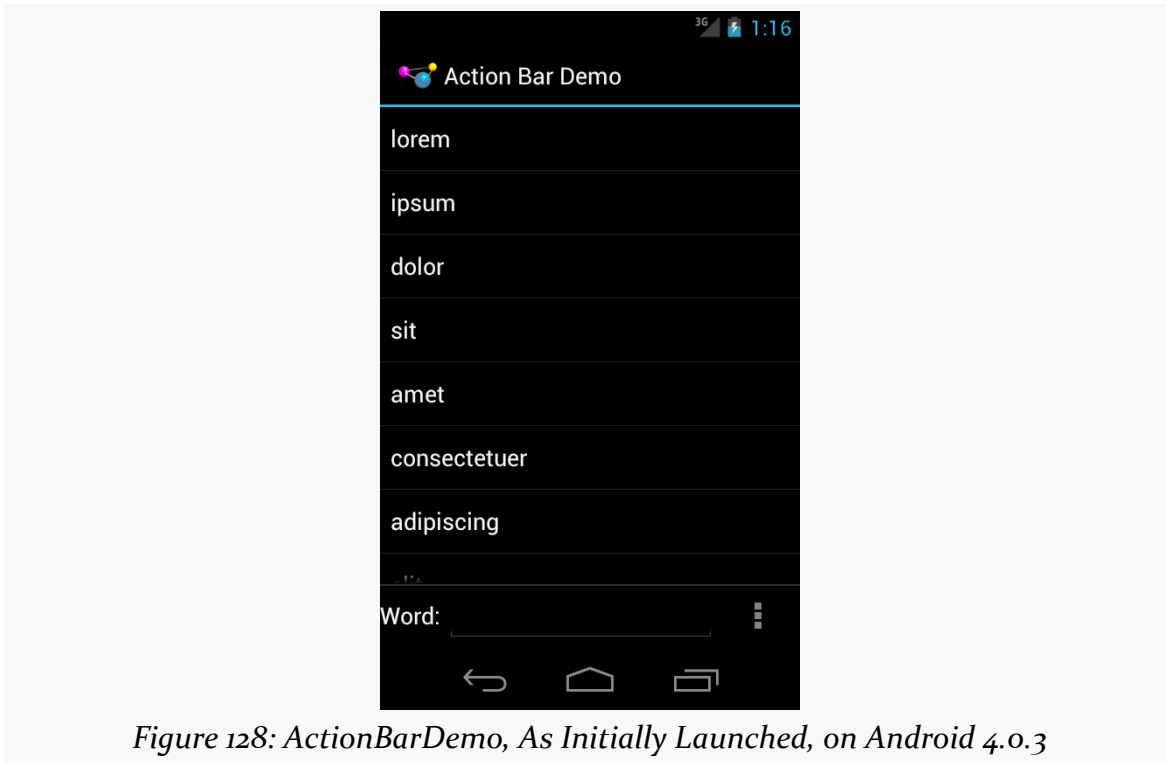 3G 1:16
Action Bar Demo
lorem
ipsum
dolor
sit
amet
consectetuer
adipiscing
Word:
Figure 128: ActionBarDemo, As Initially Launched, on Android 4.0.3